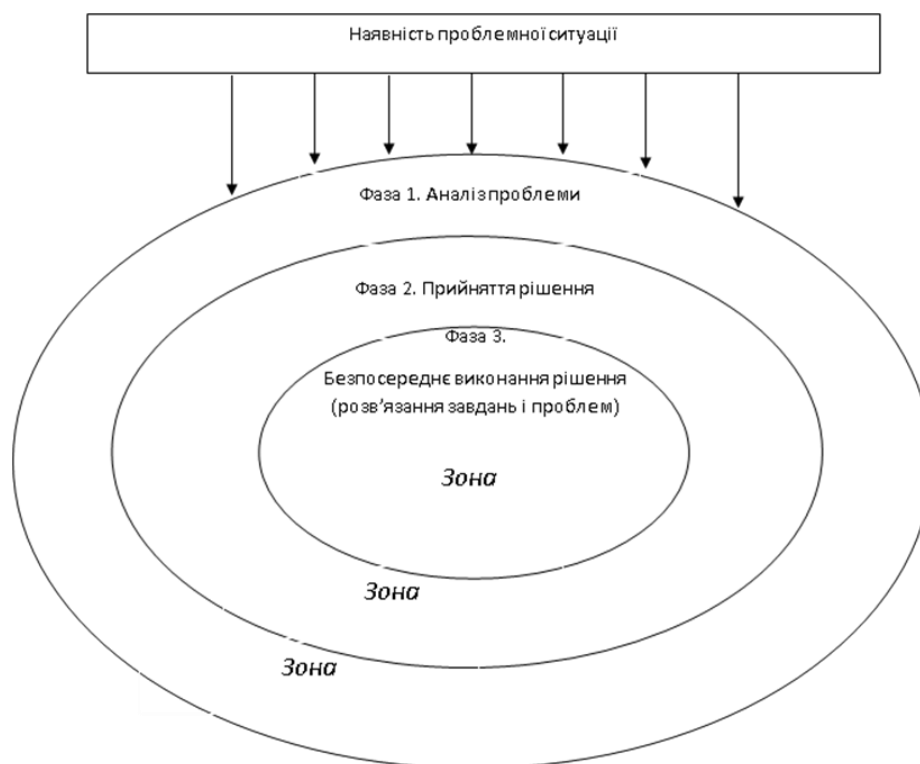 Наявність проблемної ситуації
Фаза 1. Аналіз проблеми
Фаза 2. Прийняття рішення
Фаза 3.
Безпосереднє виконання рішення
(розв’язання завдань і проблем)
Зона
Зона
Зона